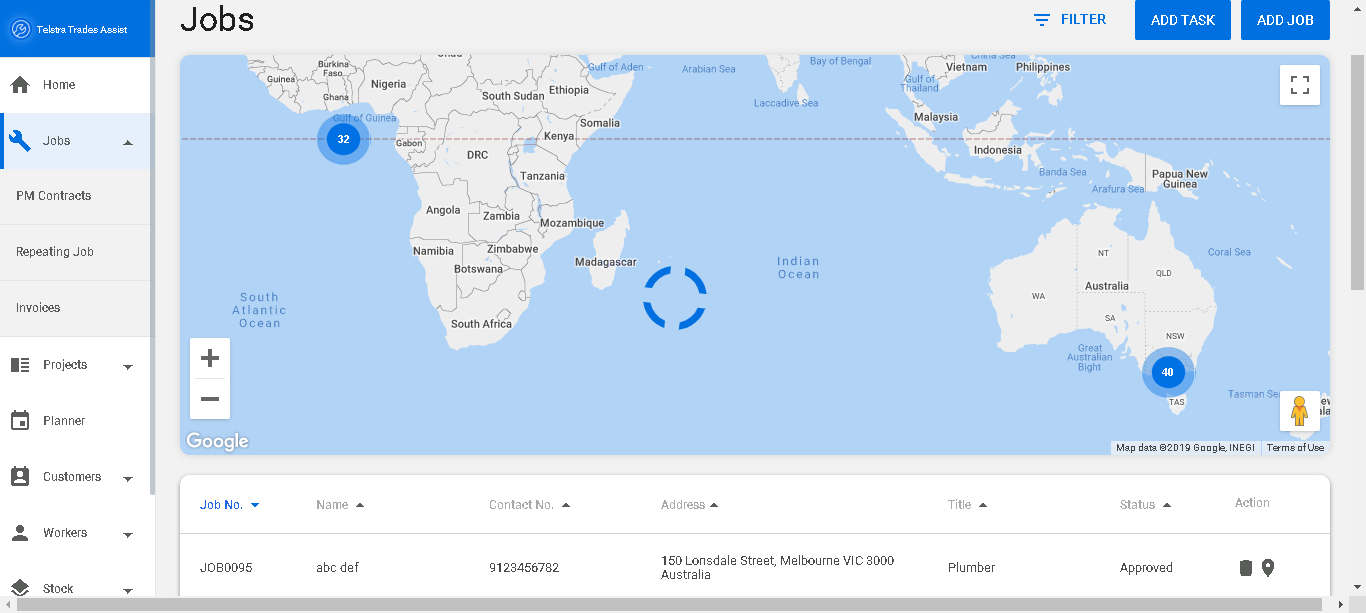 Telstra Trades Assist
Home
Jobs
PM Contracts
Repeating Job
Invoices
Projects
Planner
Customers
Workers
Stock
Jobs
FILTER
ADD TASK
ADD JOB
Burkina
Faso
Guinea
Ghana
Nigeria
Gulf of Guinea
32
Gabon
South Sudan
Ethiopia
Somalia
Kenya
DRC
Tanzania
Angola
Zambia
Mozambique
Namibia
Zimbabwe
Botswana
Madagascar
South Africa
South
Atlantic
Ocean
Gulf of Aden
Arabian Sea
Laccadive Sea
Bay of Bengal
Indian
Ocean
Vietnam
Philippines
Gulf of
Thailand
Malaysia
Indonesia
Banda Sea
Arafura Sea
Papua New
Guinea
Coral Sea
NT
QLD
Australia
WA
SA
NSW
Great
Australian
Bight
40
TAS
Tasman Sea
Google
Map data ©2019 Google, INEGI
Terms of Use
Job No. Name Contact No. Address Title Status Action
JOB0095 abc def 9123456782 150 Lonsdale Street, Melbourne VIC 3000 Plumber Approved
Australia